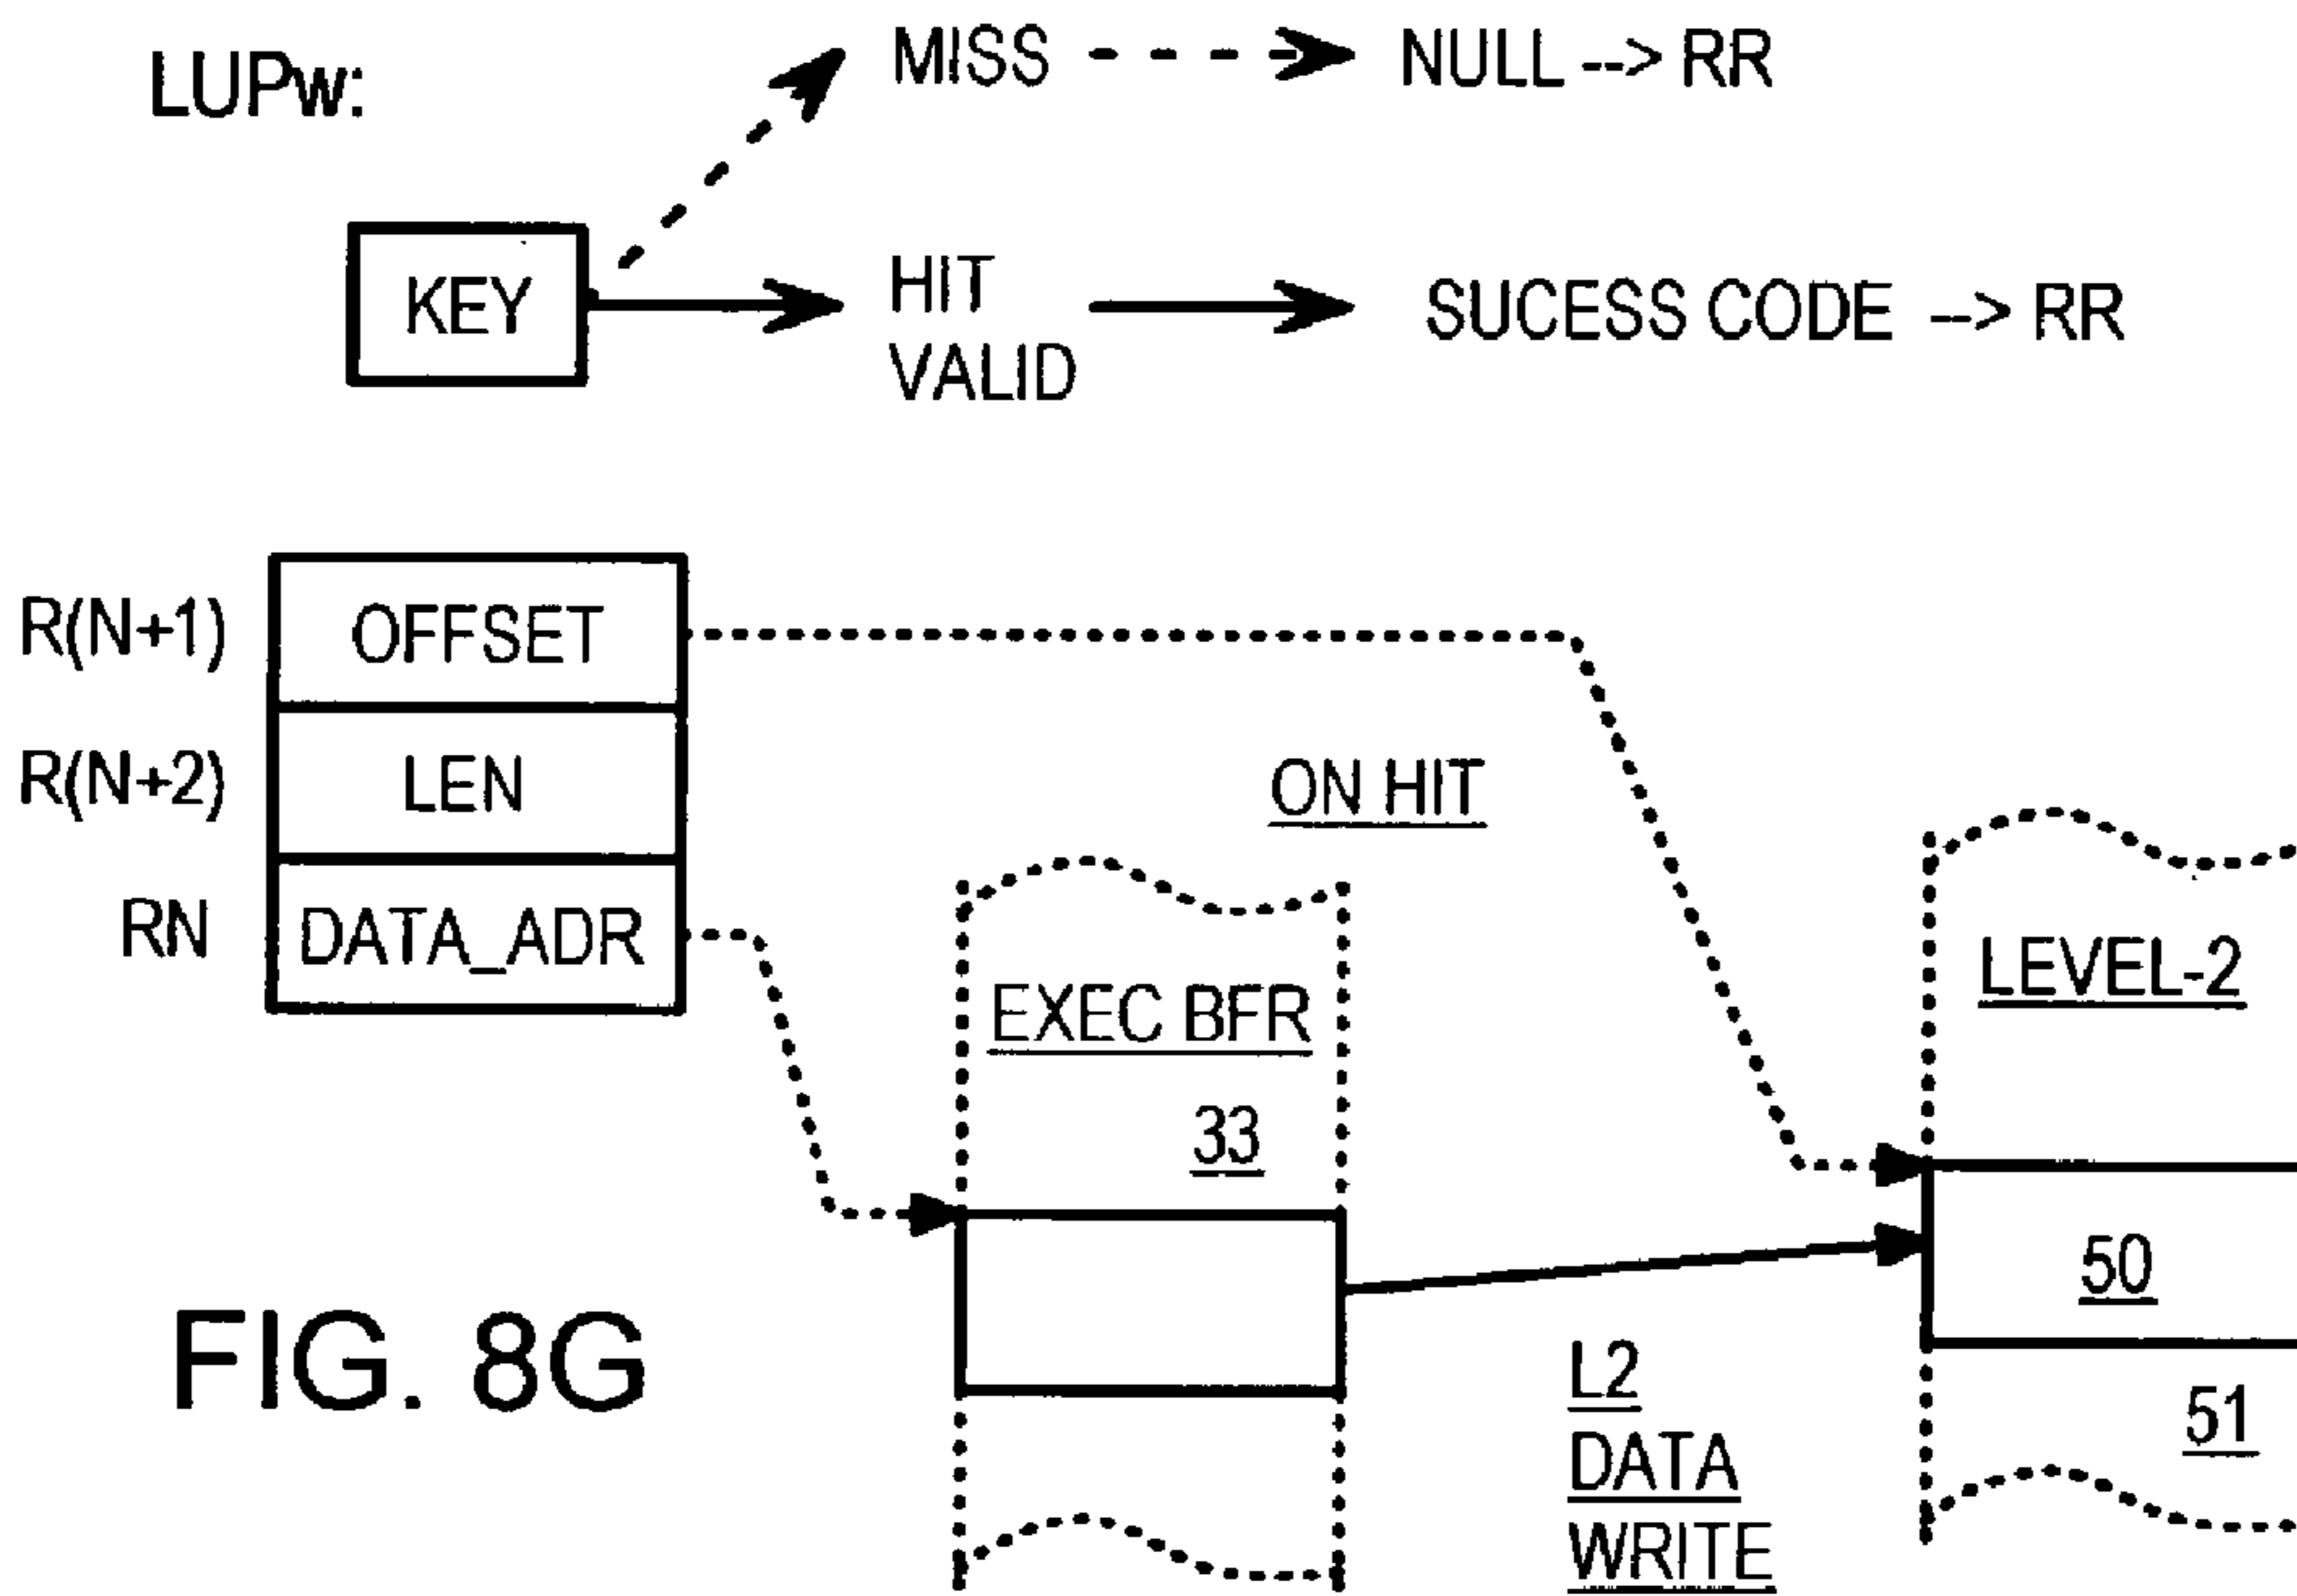 LUPw:
MISS --> NULL --> RR
KEY
HIT
VALID
SUCESS CODE --> RR
R(N+1) OFFSET
R(N+2) LEN
RN DATA_ADR
ON HIT
EXEC BFR
33
LEVEL-2
50
51
L2
DATA
WRITE
FIG. 8G